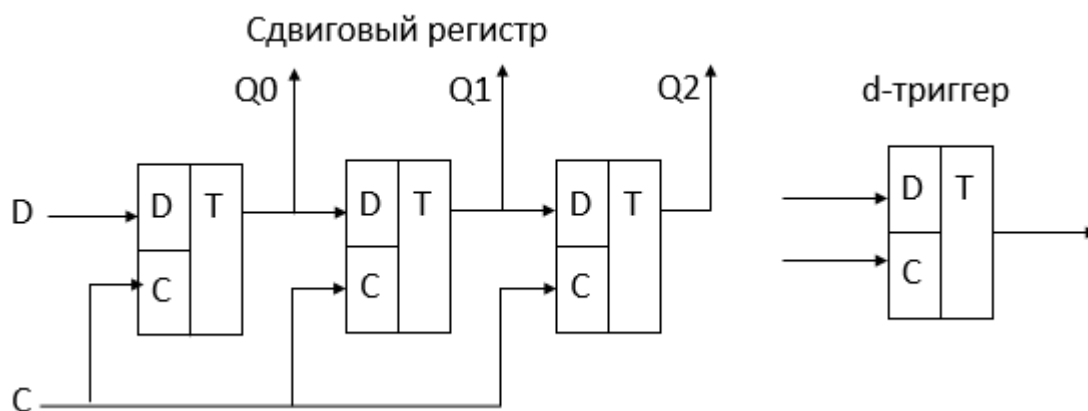 Сдвиговый регистр
Q0 Q1 Q2 d-триггер
D D T D T D T D T
C C C C
C